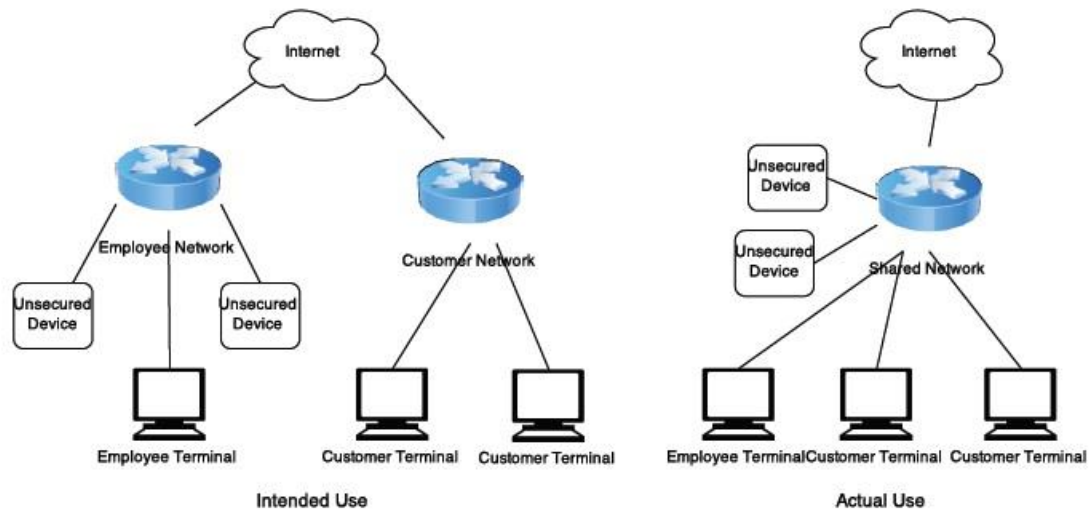 Internet
Employee Network
Customer Network
Unsecured
Device
Unsecured
Device
Employee Terminal
Customer Terminal
Customer Terminal
Intended Use
Internet
Unsecured
Device
Unsecured
Device
Shared Network
Employee Terminal
Customer Terminal
Customer Terminal
Actual Use